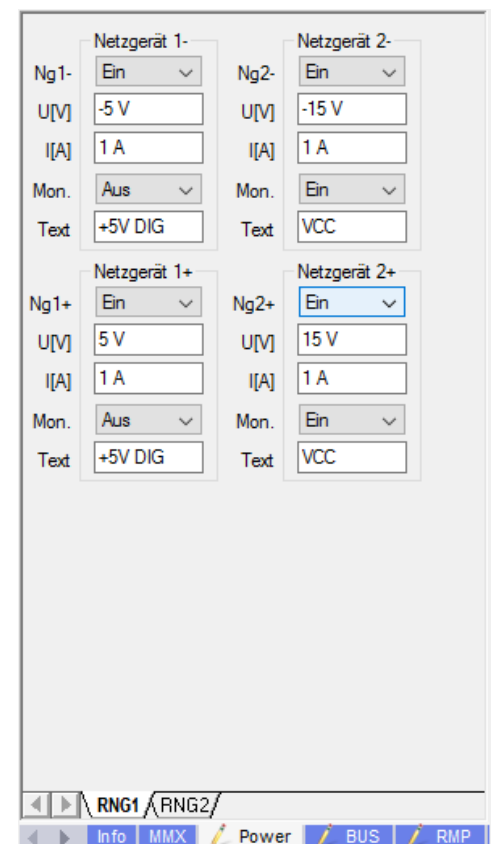 Netzgerät 1- Netzgerät 2-
Ng1- Ein Ng2- Ein
U[V] -5 V U[V] -15 V
I[A] 1 A I[A] 1 A
Mon. Aus Mon. Ein
Text +5V DIG Text VCC
Netzgerät 1+ Netzgerät 2+
Ng1+ Ein Ng2+ Ein
U[V] 5 V U[V] 15 V
I[A] 1 A I[A] 1 A
Mon. Aus Mon. Ein
Text +5V DIG Text VCC
RNG1 RNG2
Info MMX Power BUS RMP